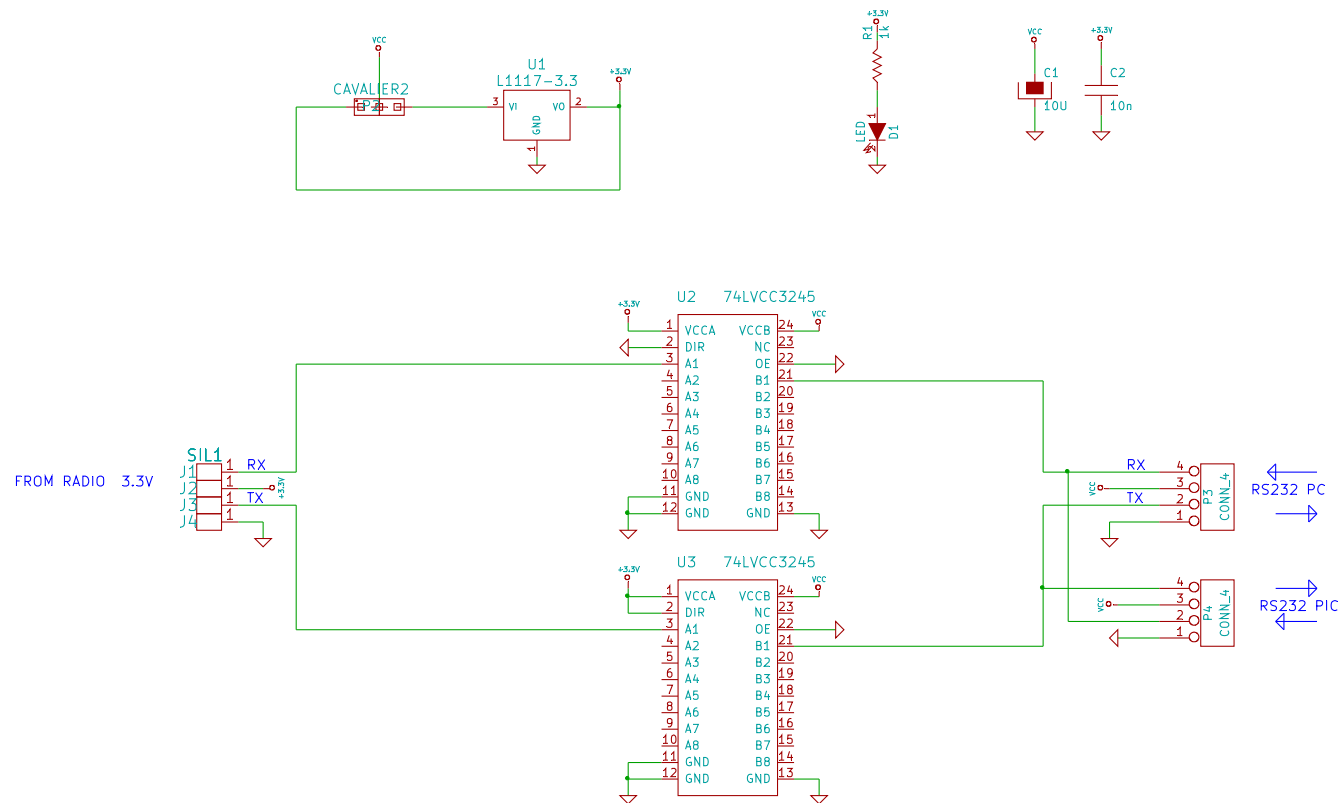 VCC
CAVALIER2
P2
U1
L1117-3.3
3 VI VO 2
GND
1
+3.3V
+3.3V
R1
1k
LED
D1
1
2
VCC
C1
10U
+3.3V
C2
10n
U2 74LVCC3245
+3.3V
VCC
1 VCCA VCCB 24
2 DIR NC 23
3 A1 OE 22
4 A2 B1 21
5 A3 B2 20
6 A4 B3 19
7 A5 B4 18
8 A6 B5 17
9 A7 B6 16
10 A8 B7 15
11 GND B8 14
12 GND GND 13
FROM RADIO 3.3V
SIL1
J1 1 RX
J2 1 +3.3V
J3 1 TX
J4 1
RX 4
VCC 3
TX 2
1
P3
CONN_4
RS232 PC
U3 74LVCC3245
+3.3V
VCC
1 VCCA VCCB 24
2 DIR NC 23
3 A1 OE 22
4 A2 B1 21
5 A3 B2 20
6 A4 B3 19
7 A5 B4 18
8 A6 B5 17
9 A7 B6 16
10 A8 B7 15
11 GND B8 14
12 GND GND 13
4
VCC 3
2
1
P4
CONN_4
RS232 PIC